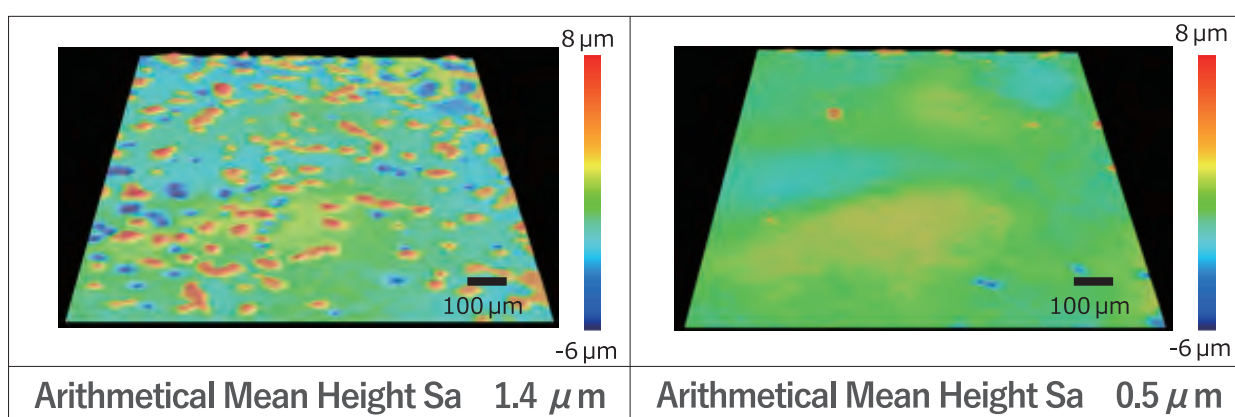 8 μm
100 μm
-6 μm
Arithmetical Mean Height Sa 1.4 μm
8 μm
100 μm
-6 μm
Arithmetical Mean Height Sa 0.5 μm